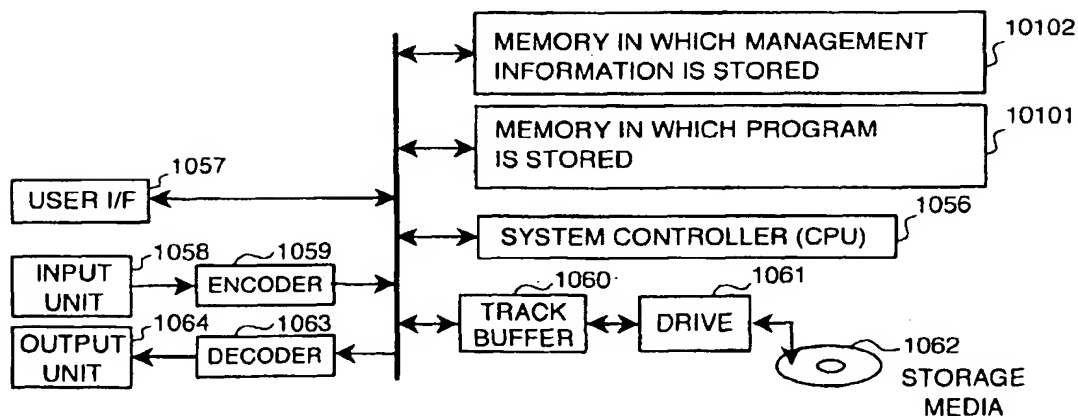 10102
MEMORY IN WHICH MANAGEMENT
INFORMATION IS STORED
10101
MEMORY IN WHICH PROGRAM
IS STORED
1057
USER I/F
1056
SYSTEM CONTROLLER (CPU)
1058
INPUT
UNIT
1059
ENCODER
1060
TRACK
BUFFER
1061
DRIVE
1064
OUTPUT
UNIT
1063
DECODER
1062
STORAGE
MEDIA